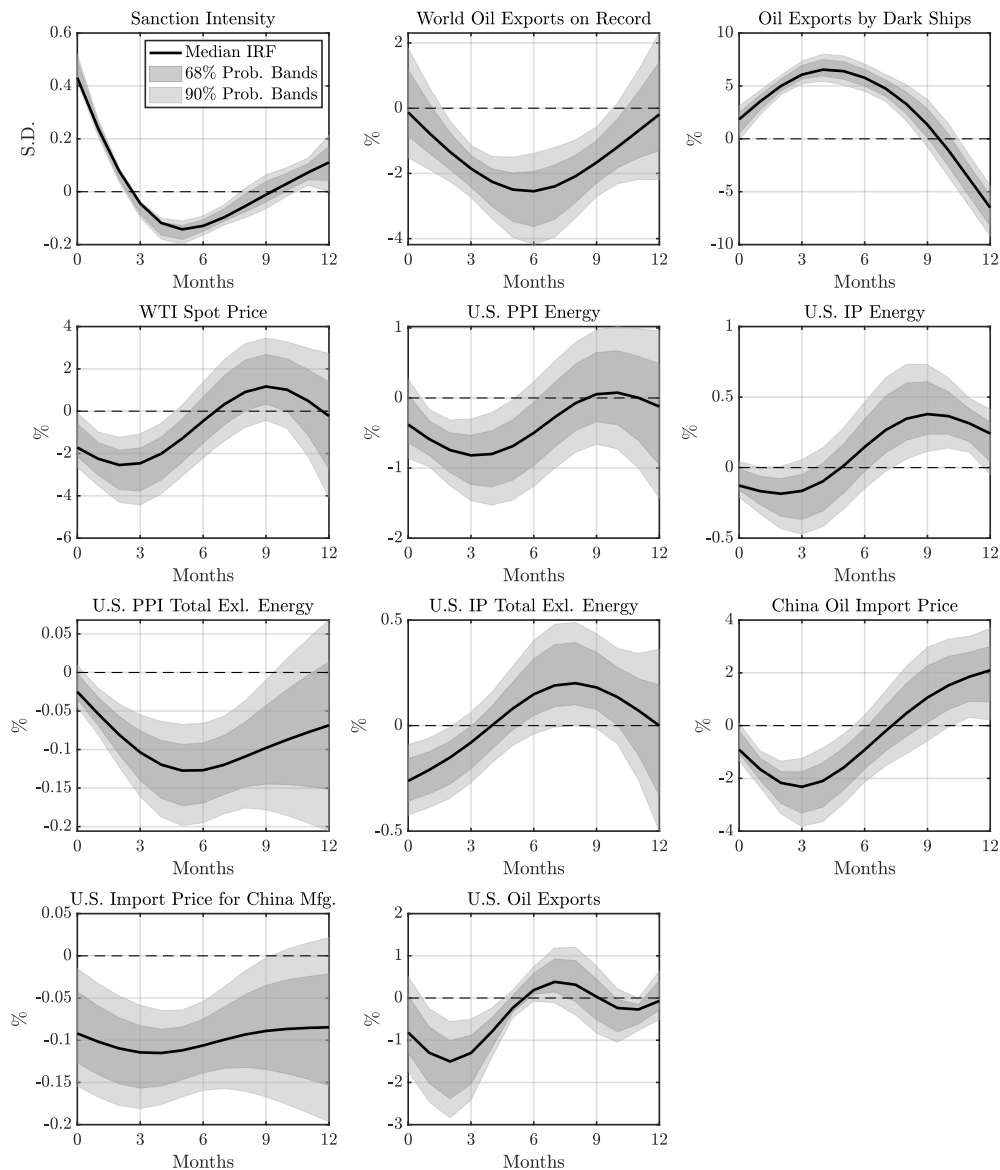 Sanction Intensity
0.6
0.4
0.2
0
-0.2
S.D.
Median IRF
68% Prob. Bands
90% Prob. Bands
0 3 6 9 12
Months
World Oil Exports on Record
2
0
-2
-4
%
0 3 6 9 12
Months
Oil Exports by Dark Ships
10
5
0
-5
-10
%
0 3 6 9 12
Months
WTI Spot Price
4
2
0
-2
-4
-6
%
0 3 6 9 12
Months
U.S. PPI Energy
1
0
-1
-2
%
0 3 6 9 12
Months
U.S. IP Energy
1
0.5
0
-0.5
%
0 3 6 9 12
Months
U.S. PPI Total Exl. Energy
0.05
0
-0.05
-0.1
-0.15
-0.2
%
0 3 6 9 12
Months
U.S. IP Total Exl. Energy
0.5
0
-0.5
%
0 3 6 9 12
Months
China Oil Import Price
4
2
0
-2
-4
%
0 3 6 9 12
Months
U.S. Import Price for China Mfg.
0.05
0
-0.05
-0.1
-0.15
-0.2
%
0 3 6 9 12
Months
U.S. Oil Exports
2
1
0
-1
-2
-3
%
0 3 6 9 12
Months